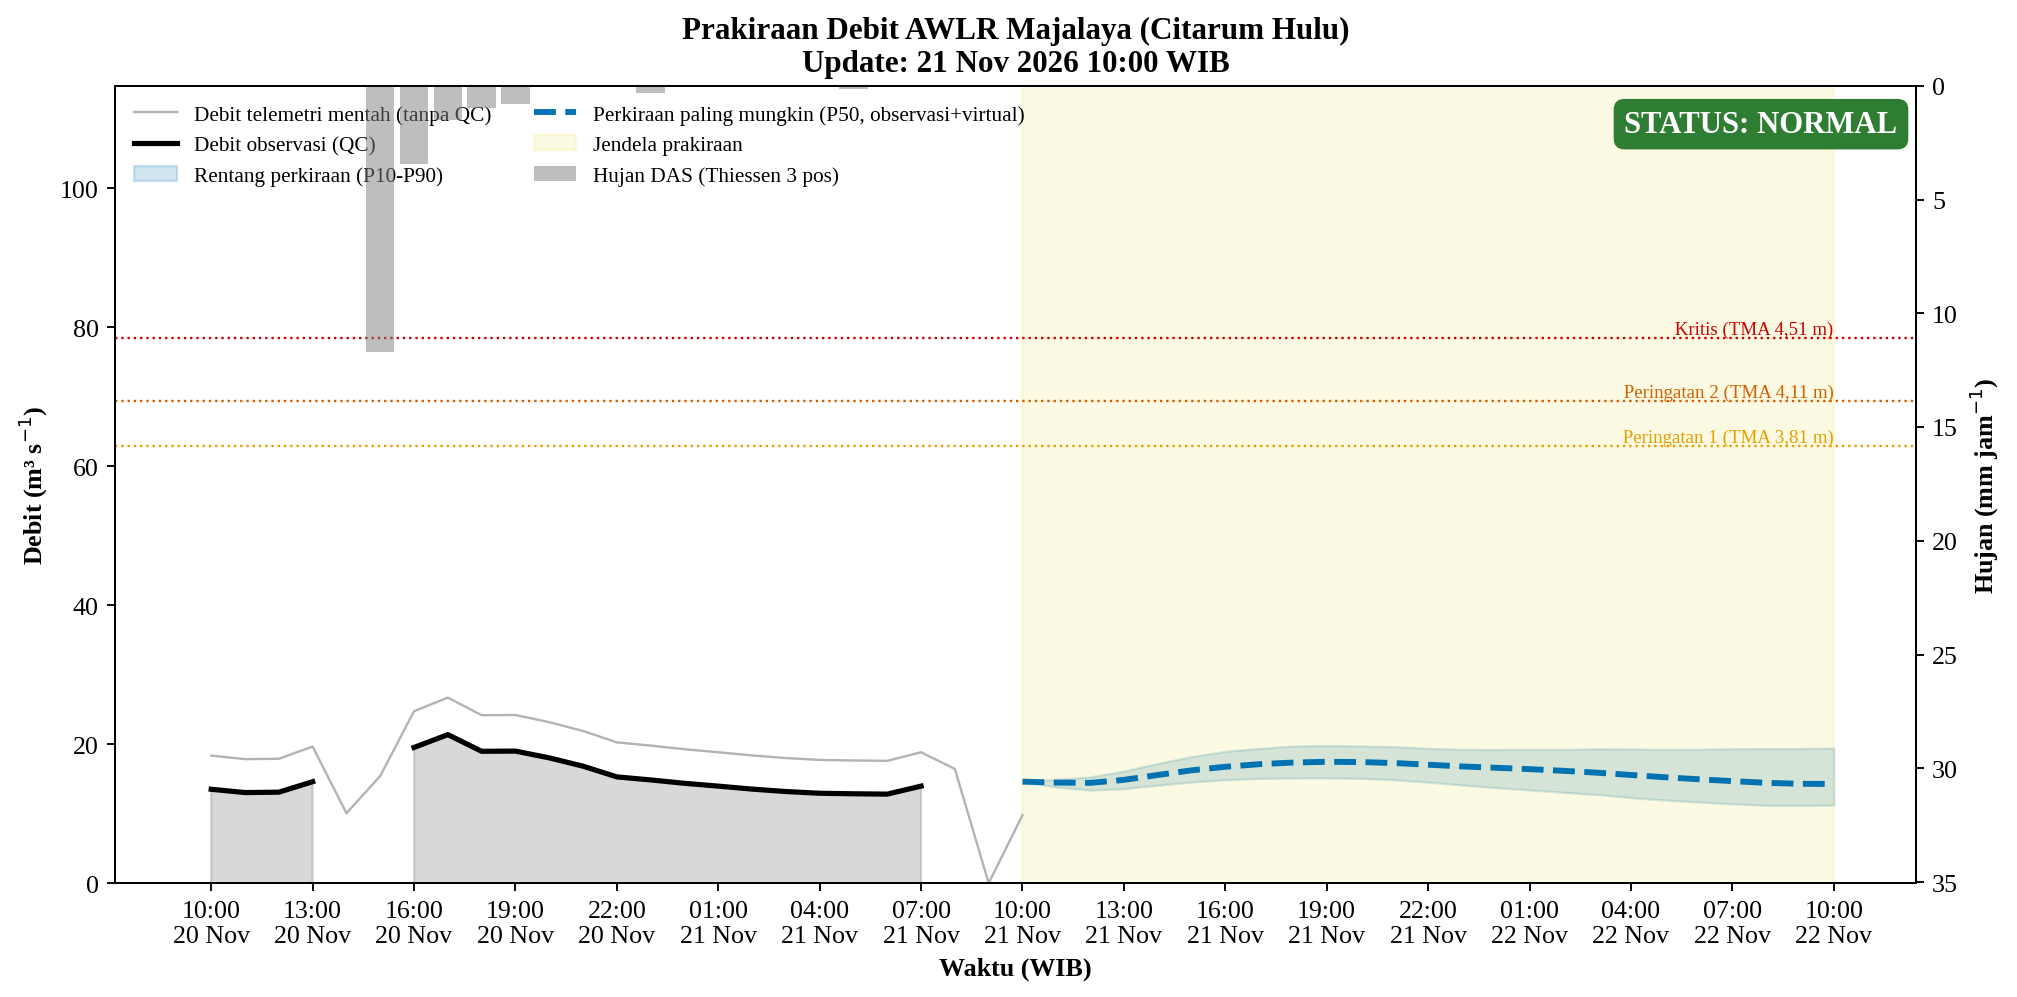 Prakiraan Debit AWLR Majalaya (Citarum Hulu)
Update: 21 Nov 2026 10:00 WIB
Debit telemetri mentah (tanpa QC)
Debit observasi (QC)
Rentang perkiraan (P10-P90)
Perkiraan paling mungkin (P50, observasi+virtual)
Jendela prakiraan
Hujan DAS (Thiessen 3 pos)
STATUS: NORMAL
Kritis (TMA 4,51 m)
Peringatan 2 (TMA 4,11 m)
Peringatan 1 (TMA 3,81 m)
Debit (m³ s⁻¹)
100
80
60
40
20
0
Hujan (mm jam⁻¹)
0
5
10
15
20
25
30
35
10:00 13:00 16:00 19:00 22:00 01:00 04:00 07:00 10:00 13:00 16:00 19:00 22:00 01:00 04:00 07:00 10:00
20 Nov 20 Nov 20 Nov 20 Nov 20 Nov 21 Nov 21 Nov 21 Nov 21 Nov 21 Nov 21 Nov 21 Nov 21 Nov 22 Nov 22 Nov 22 Nov 22 Nov
Waktu (WIB)